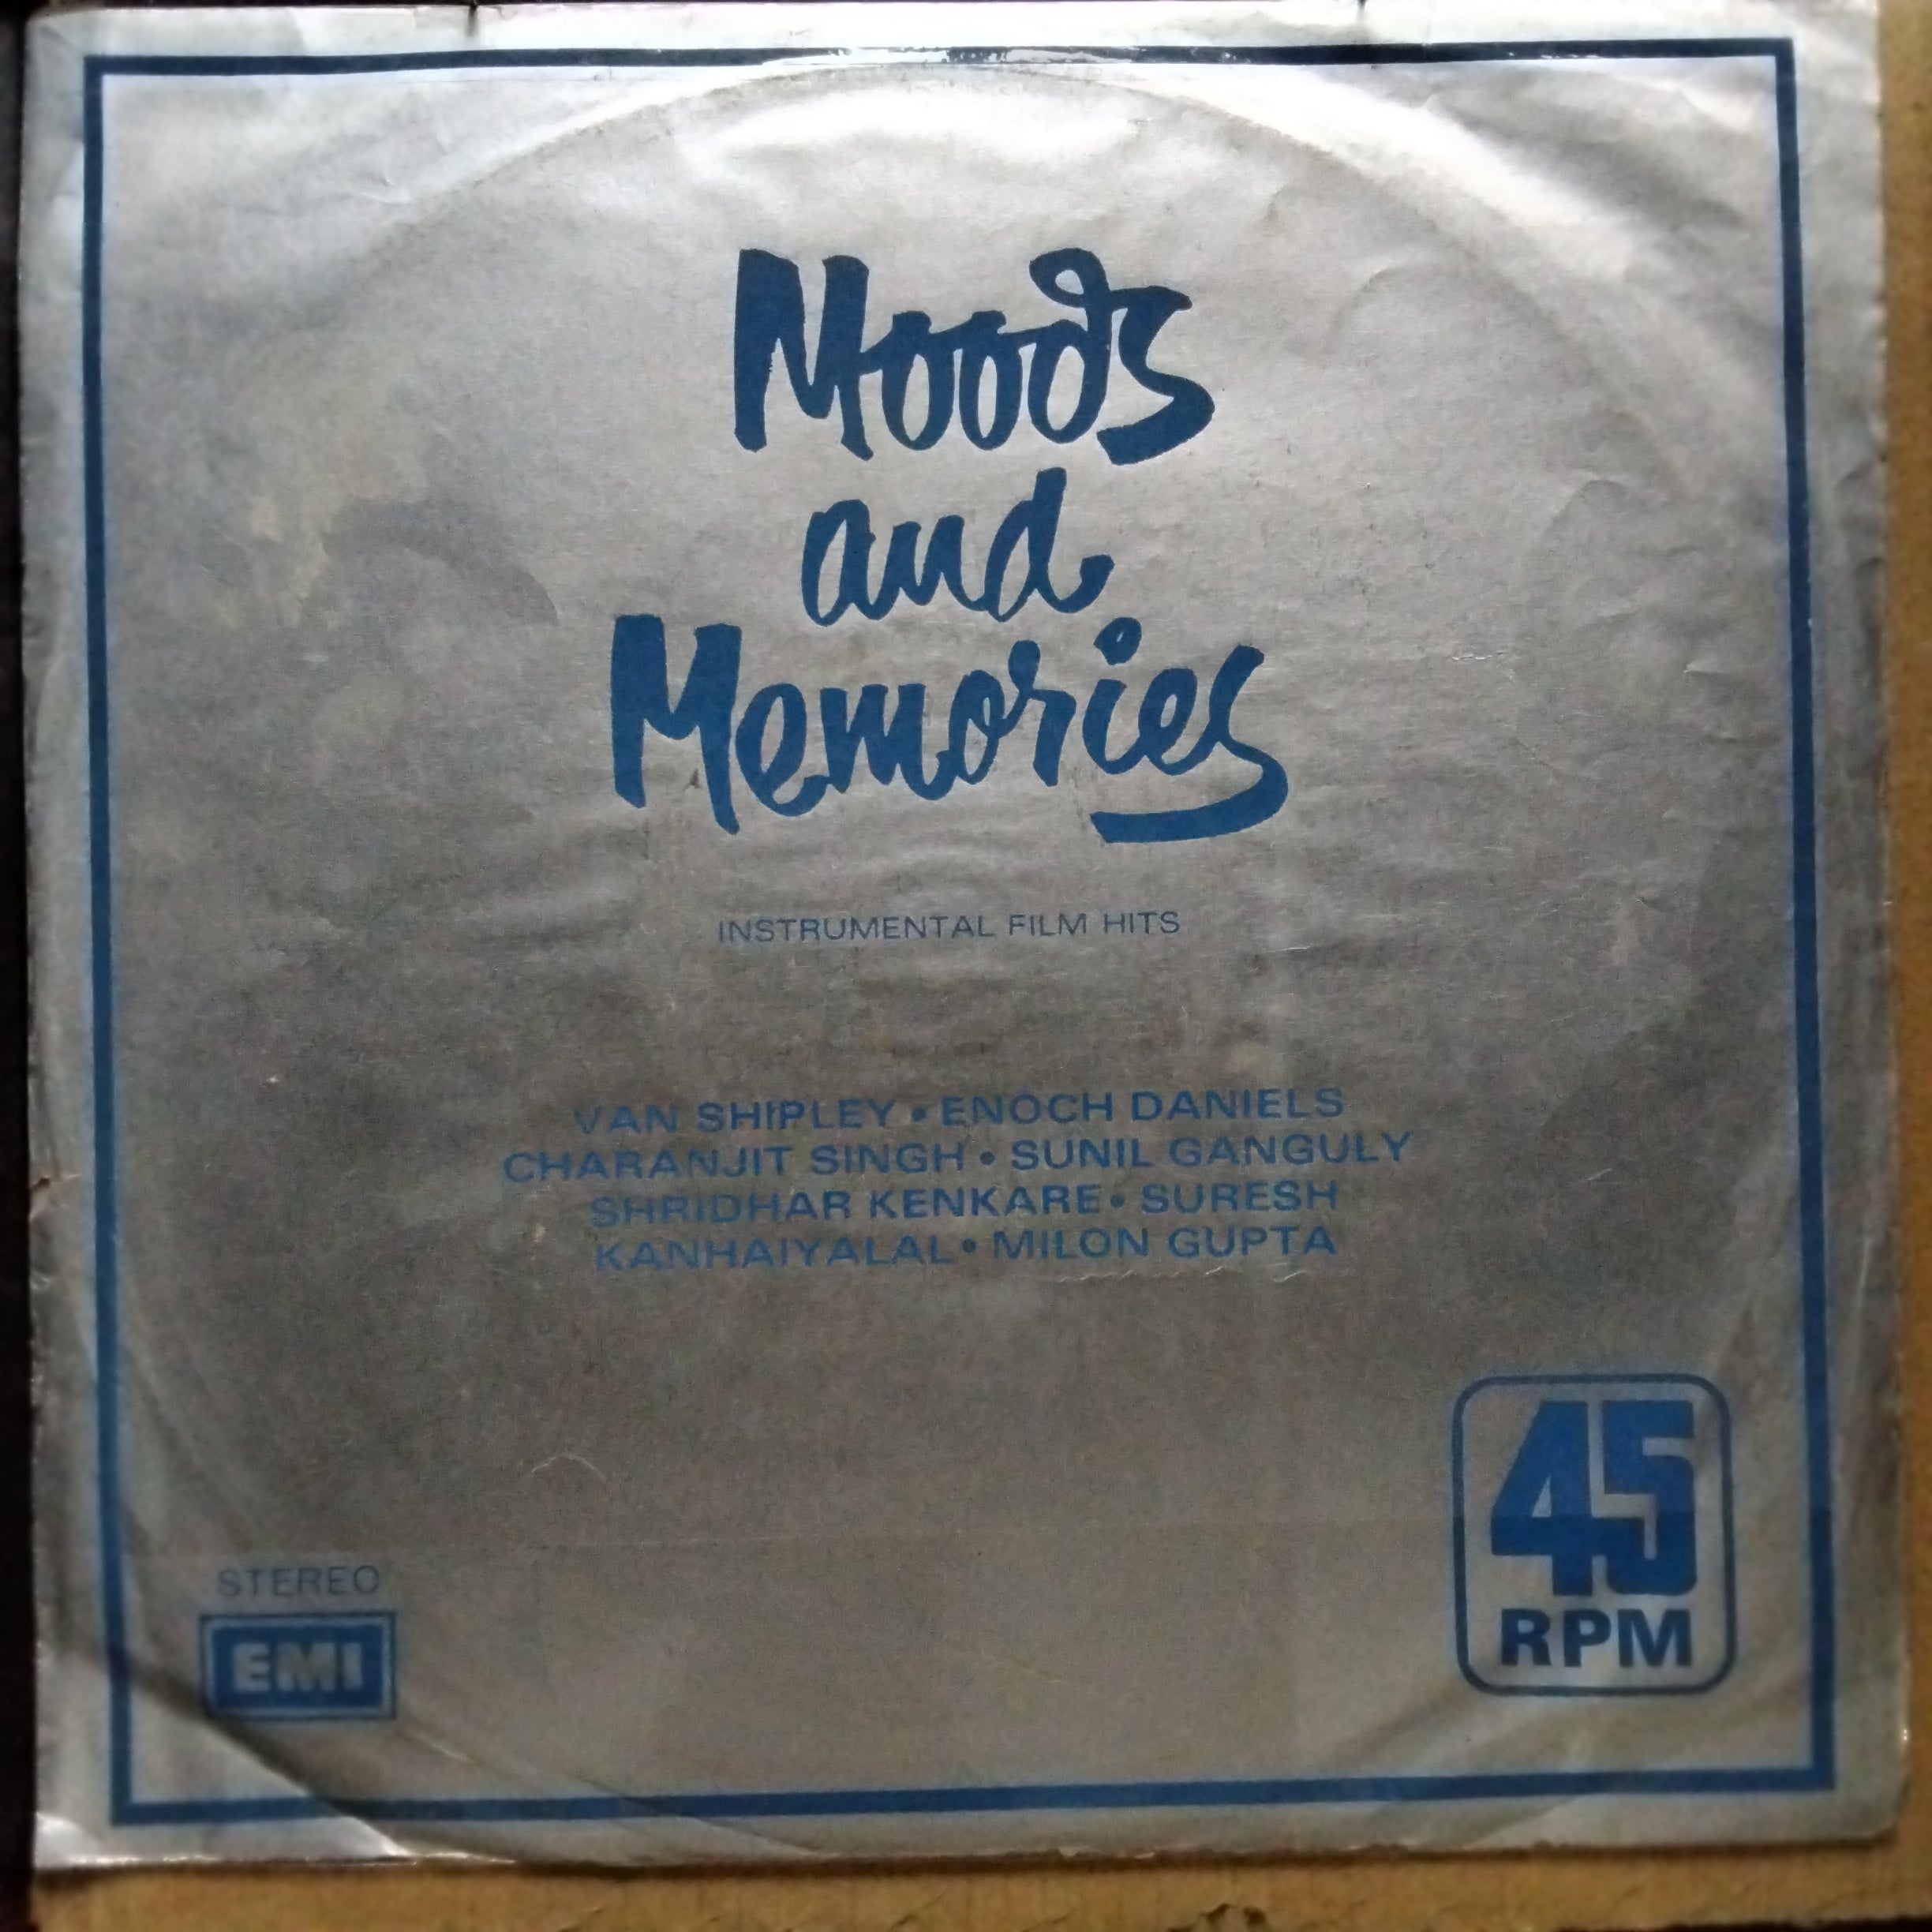 Moods
and
Memories
INSTRUMENTAL FILM HITS
VAN SHIPLEY • ENOCH DANIELS
CHARANJIT SINGH • SUNIL GANGULY
SHRIDHAR KENKARE • SURESH
KANHAIYALAL • MILON GUPTA
STEREO
EMI
45
RPM